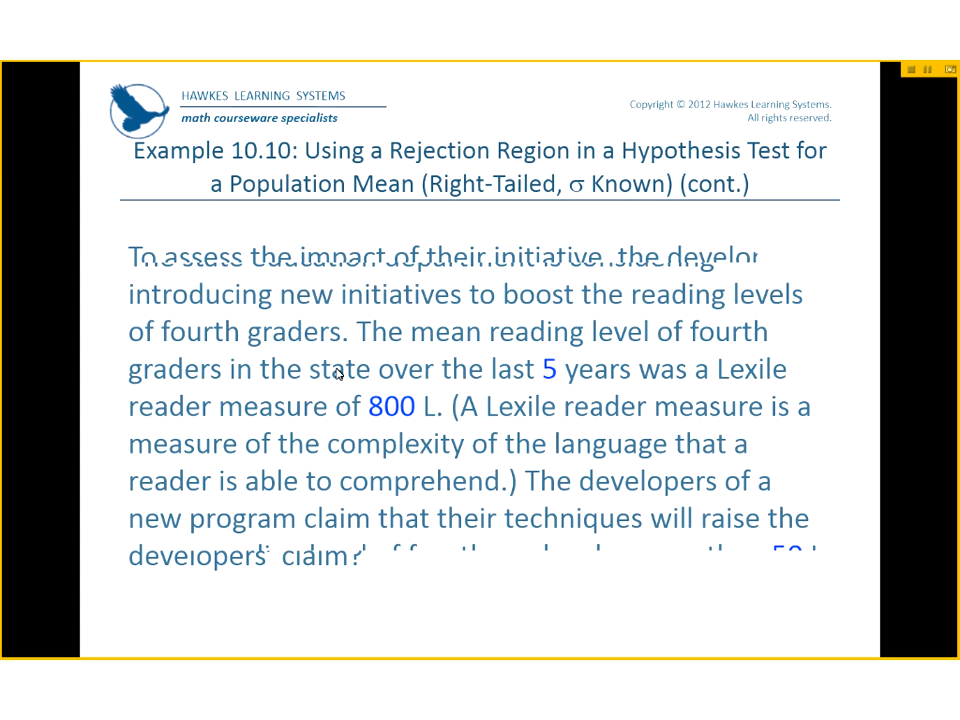 HAWKES LEARNING SYSTEMS
math courseware specialists
Copyright © 2012 Hawkes Learning Systems.
All rights reserved.
Example 10.10: Using a Rejection Region in a Hypothesis Test for
a Population Mean (Right-Tailed, σ Known) (cont.)
To assess the impact of their initiative, the develop
introducing new initiatives to boost the reading levels
of fourth graders. The mean reading level of fourth
graders in the state over the last 5 years was a Lexile
reader measure of 800 L. (A Lexile reader measure is a
measure of the complexity of the language that a
reader is able to comprehend.) The developers of a
new program claim that their techniques will raise the
developers' claim?